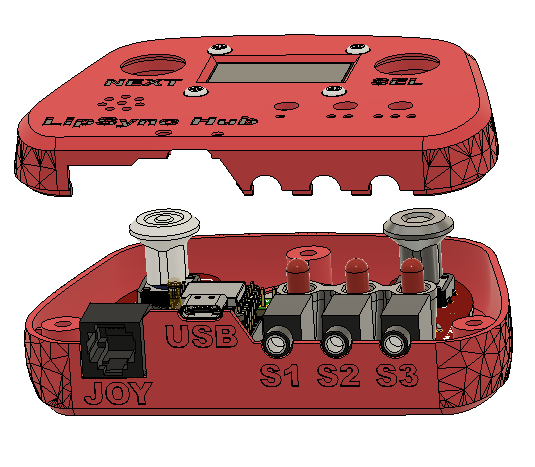 NEXT SEL
LipSync Hub
USB
S1 S2 S3
JOY